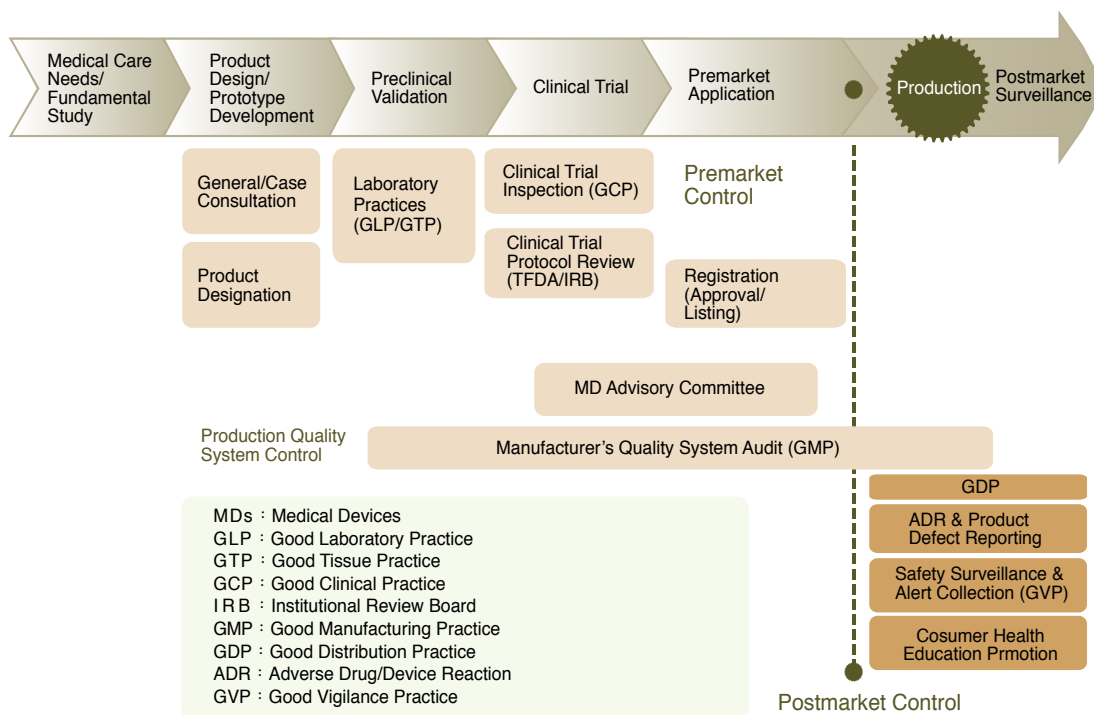 Medical Care
Needs/
Fundamental
Study
Product
Design/
Prototype
Development
Preclinical
Validation
Clinical Trial
Premarket
Application
Production
Postmarket
Surveillance
General/Case
Consultation
Product
Designation
Laboratory
Practices
(GLP/GTP)
Clinical Trial
Inspection (GCP)
Clinical Trial
Protocol Review
(TFDA/IRB)
Premarket
Control
Registration
(Approval/
Listing)
MD Advisory Committee
Production Quality
System Control
Manufacturer's Quality System Audit (GMP)
GDP
ADR & Product
Defect Reporting
Safety Surveillance &
Alert Collection (GVP)
Cosumer Health
Education Prmotion
Postmarket Control
MDs : Medical Devices
GLP : Good Laboratory Practice
GTP : Good Tissue Practice
GCP : Good Clinical Practice
IRB : Institutional Review Board
GMP : Good Manufacturing Practice
GDP : Good Distribution Practice
ADR : Adverse Drug/Device Reaction
GVP : Good Vigilance Practice